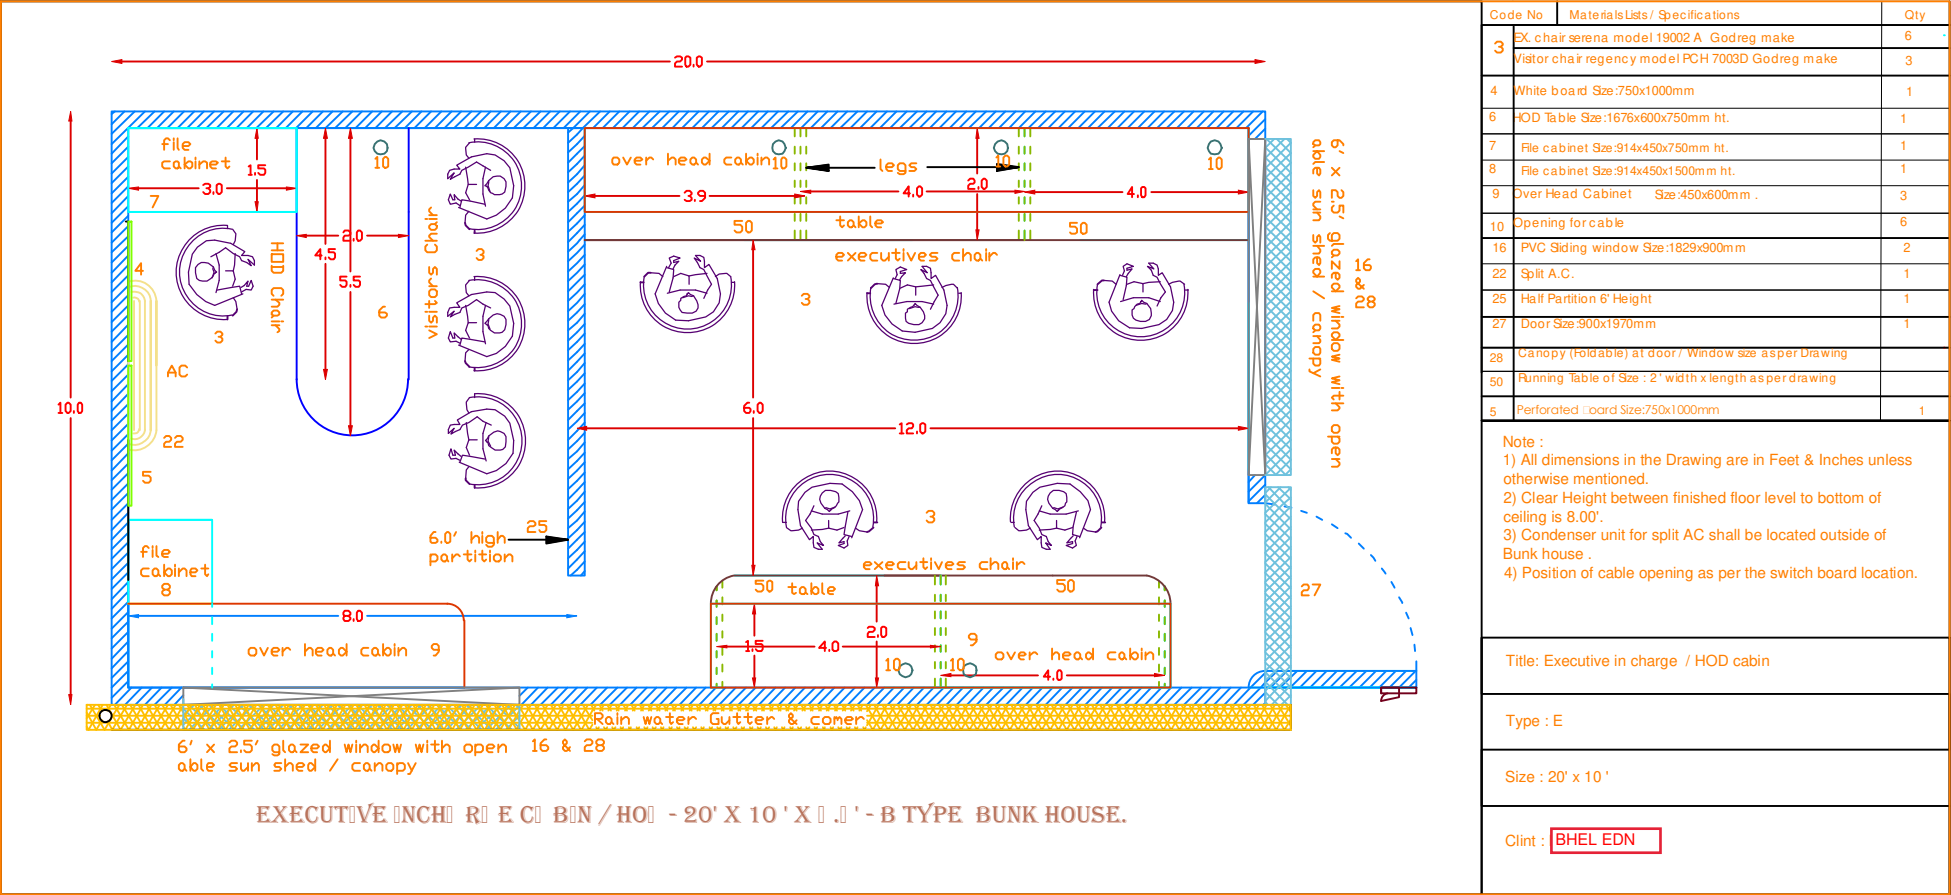 20.0
10.0
file
cabinet
1.5
3.0
7
10
4.5
2.0
5.5
6
HOD Chair
visitors Chair
3
3
4
AC
22
5
file
cabinet
8
6.0' high
partition
25
8.0
over head cabin 9
over head cabin
10
legs
10
10
3.9
4.0
2.0
4.0
50
table
50
executives chair
3
6.0
12.0
3
executives chair
50
table
50
1.5
4.0
2.0
9
over head cabin
10
10
4.0
6' x 2.5' glazed window with open
able sun shed / canopy
16
&
28
27
Rain water Gutter & corner
6' x 2.5' glazed window with open 16 & 28
able sun shed / canopy
- 20' X 10 ' X
' - B TYPE BUNK HOUSE.
Code No Materials Lists / Specifications Qty
3 EX. chair serena model 19002 A Godreg make 6
Visitor chair regency model PCH 7003D Godreg make 3
4 White board Size:750x1000mm 1
6 HOD Table Size:1676x600x750mm ht. 1
7 File cabinet Size:914x450x750mm ht. 1
8 File cabinet Size:914x450x1500mm ht. 1
9 Over Head Cabinet Size:450x600mm . 3
10 Opening for cable 6
16 PVC Sliding window Size:1829x900mm 2
22 Split A.C. 1
25 Half Partition 6' Height 1
27 Door Size:900x1970mm 1
28 Canopy (Foldable) at door / Window size as per Drawing
50 Running Table of Size : 2 ' width x length as per drawing
5 Perforated oard Size:750x1000mm 1
Note :
1) All dimensions in the Drawing are in Feet & Inches unless
otherwise mentioned.
2) Clear Height between finished floor level to bottom of
ceiling is 8.00'.
3) Condenser unit for split AC shall be located outside of
Bunk house .
4) Position of cable opening as per the switch board location.
Title: Executive in charge / HOD cabin
Type : E
Size : 20' x 10 '
Clint : BHEL EDN